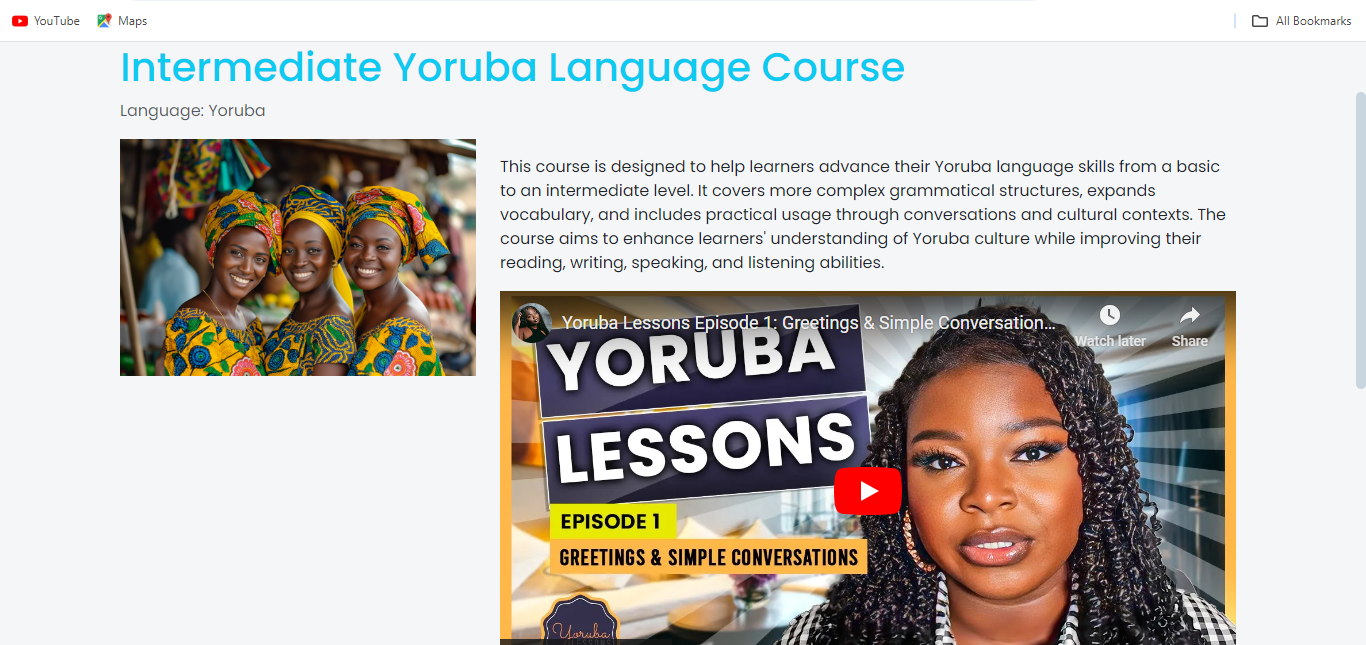 YouTube
Maps
All Bookmarks
Intermediate Yoruba Language Course
Language: Yoruba
This course is designed to help learners advance their Yoruba language skills from a basic
to an intermediate level. It covers more complex grammatical structures, expands
vocabulary, and includes practical usage through conversations and cultural contexts. The
course aims to enhance learners' understanding of Yoruba culture while improving their
reading, writing, speaking, and listening abilities.
Yoruba Lessons Episode 1: Greetings & Simple Conversation...
Watch later
Share
YORUBA
LESSONS
EPISODE 1
GREETINGS & SIMPLE CONVERSATIONS
Yoruba
LESSONS